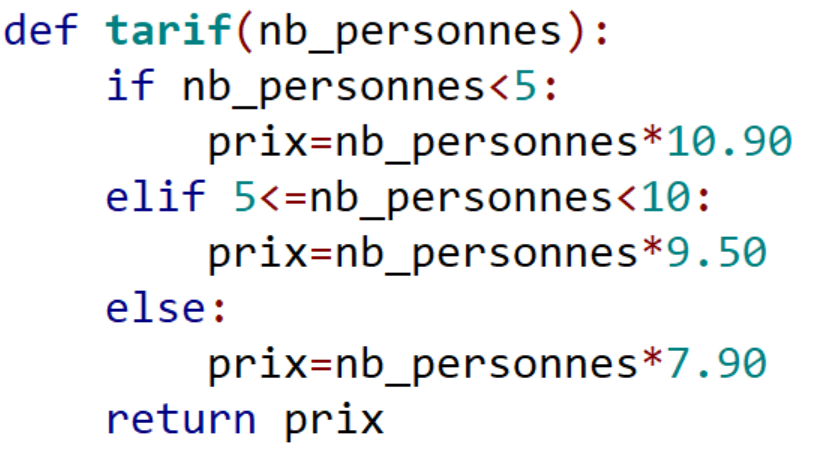 def tarif(nb_personnes):
    if nb_personnes<5:
        prix=nb_personnes*10.90
    elif 5<=nb_personnes<10:
        prix=nb_personnes*9.50
    else:
        prix=nb_personnes*7.90
    return prix